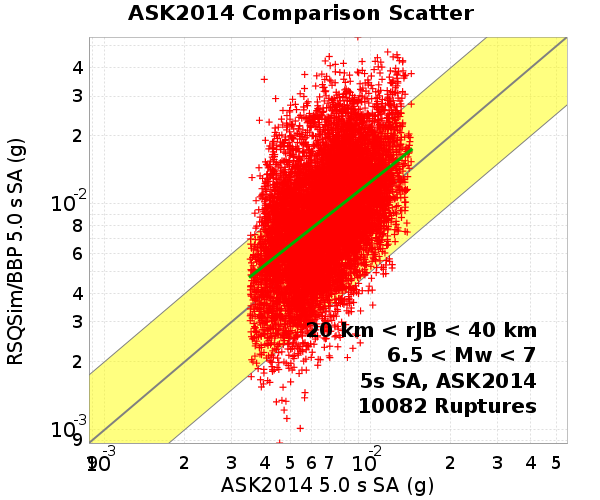 ASK2014 Comparison Scatter
RSQSim/BBP 5.0 s SA (g)
4
3
2
10-2
8
6
4
3
2
10-3
9
20 km < rJB < 40 km
6.5 < Mw < 7
5s SA, ASK2014
10082 Ruptures
9 10-3 2 3 4 5 6 7 10-2 2 3 4 5
ASK2014 5.0 s SA (g)